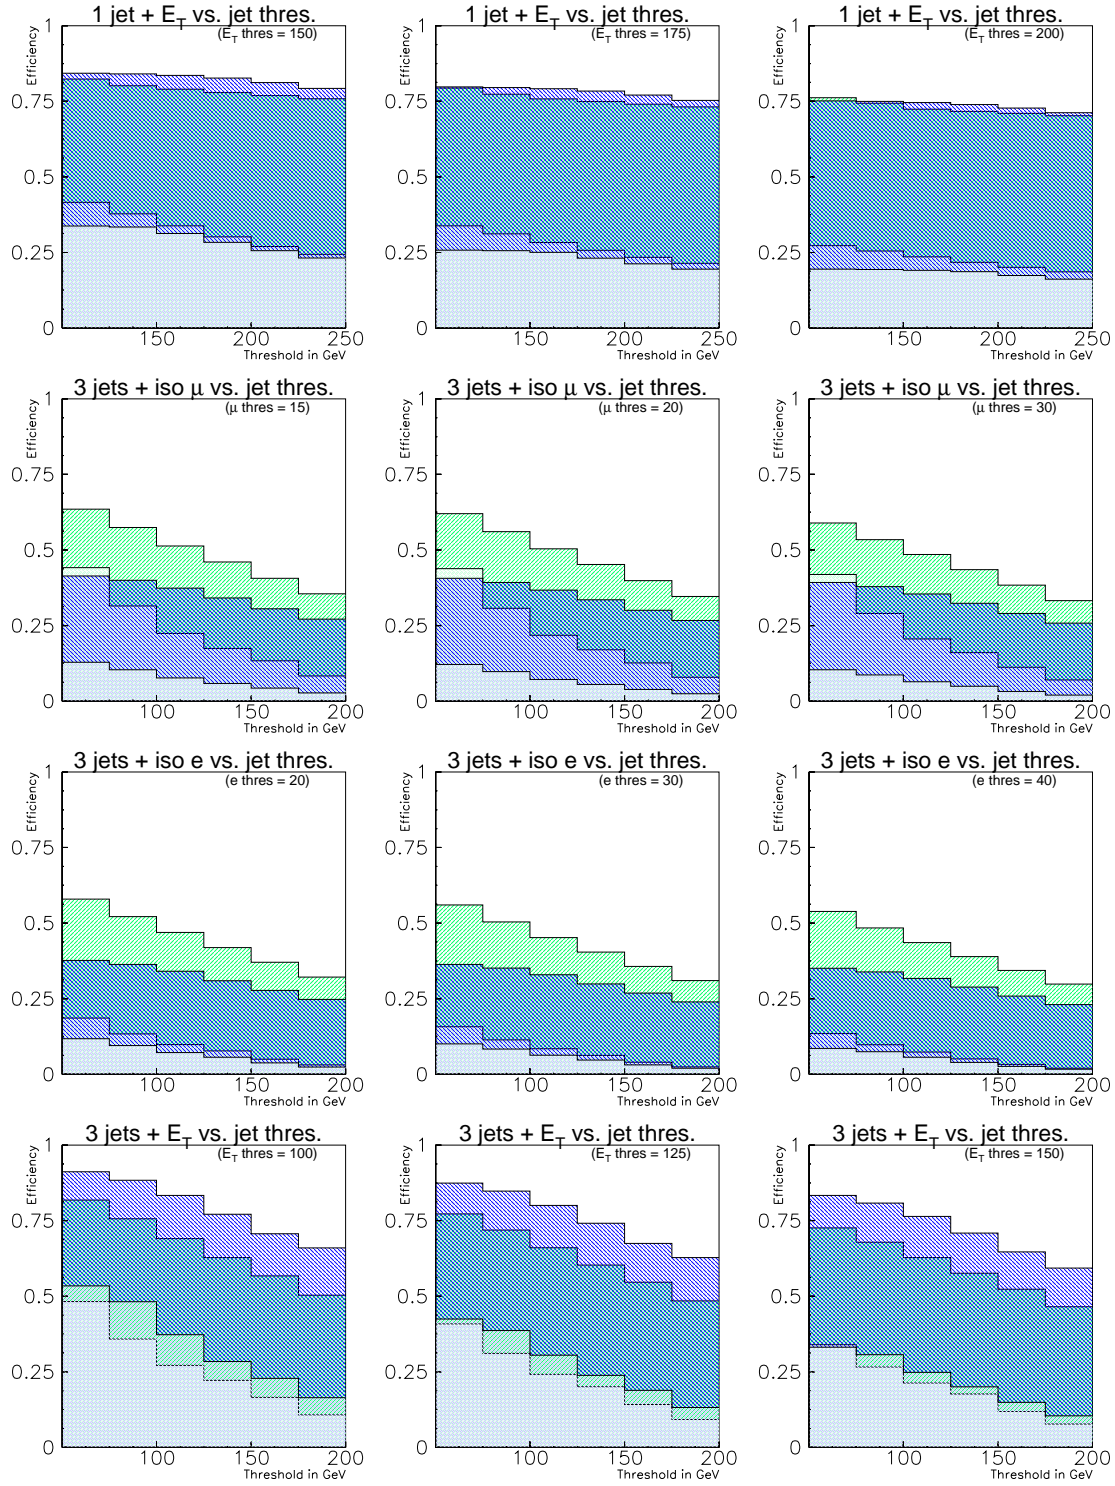 1 jet + E_T vs. jet thres.
(E_T thres = 150)
Efficiency
1
0.75
0.5
0.25
0
150
200
250
Threshold in GeV
1 jet + E_T vs. jet thres.
(E_T thres = 175)
Efficiency
1
0.75
0.5
0.25
0
150
200
250
Threshold in GeV
1 jet + E_T vs. jet thres.
(E_T thres = 200)
Efficiency
1
0.75
0.5
0.25
0
150
200
250
Threshold in GeV
3 jets + iso μ vs. jet thres.
(μ thres = 15)
Efficiency
1
0.75
0.5
0.25
0
100
150
200
Threshold in GeV
3 jets + iso μ vs. jet thres.
(μ thres = 20)
Efficiency
1
0.75
0.5
0.25
0
100
150
200
Threshold in GeV
3 jets + iso μ vs. jet thres.
(μ thres = 30)
Efficiency
1
0.75
0.5
0.25
0
100
150
200
Threshold in GeV
3 jets + iso e vs. jet thres.
(e thres = 20)
Efficiency
1
0.75
0.5
0.25
0
100
150
200
Threshold in GeV
3 jets + iso e vs. jet thres.
(e thres = 30)
Efficiency
1
0.75
0.5
0.25
0
100
150
200
Threshold in GeV
3 jets + iso e vs. jet thres.
(e thres = 40)
Efficiency
1
0.75
0.5
0.25
0
100
150
200
Threshold in GeV
3 jets + E_T vs. jet thres.
(E_T thres = 100)
Efficiency
1
0.75
0.5
0.25
0
100
150
200
Threshold in GeV
3 jets + E_T vs. jet thres.
(E_T thres = 125)
Efficiency
1
0.75
0.5
0.25
0
100
150
200
Threshold in GeV
3 jets + E_T vs. jet thres.
(E_T thres = 150)
Efficiency
1
0.75
0.5
0.25
0
100
150
200
Threshold in GeV